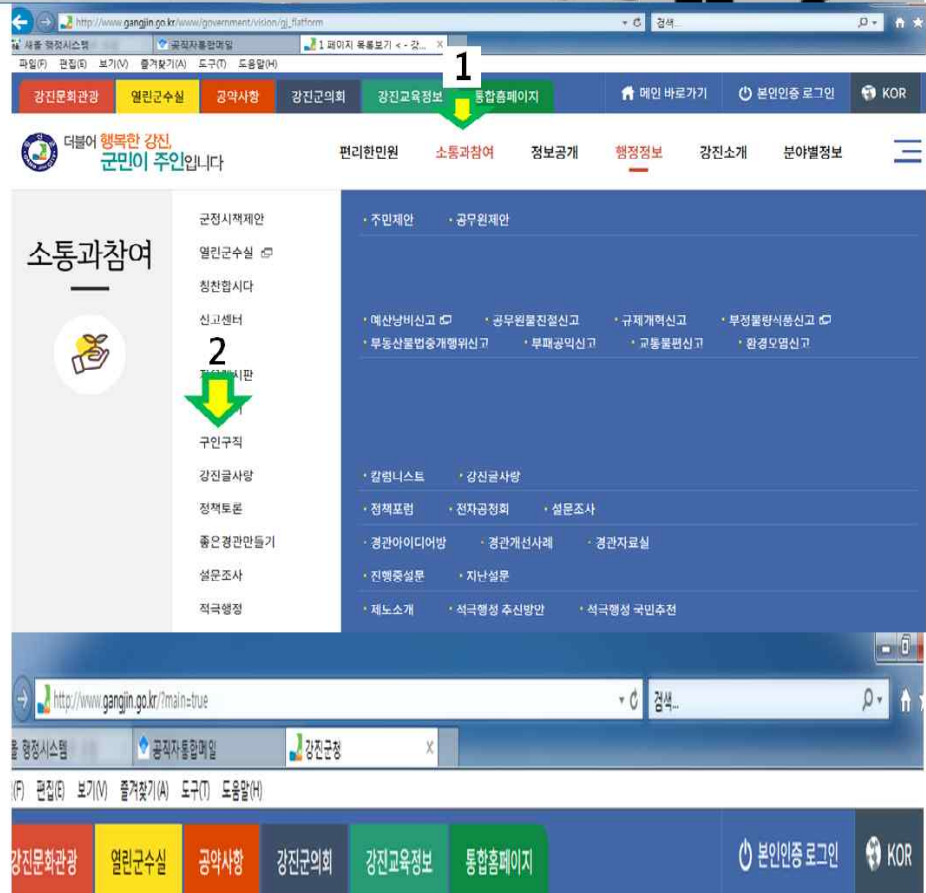 http://www.gangjin.go.kr/www/government/vision/gj_flatform
검색...
새올 행정시스템
공직자통합메일
1 페이지 목록보기 < - 강...
X
파일(F) 편집(E) 보기(V) 즐겨찾기(A) 도구(T) 도움말(H)
1
강진문화관광 열린군수실 공약사항 강진군의회 강진교육정보 통합홈페이지 메인 바로가기 본인인증 로그인 KOR
더불어 행복한 강진,
군민이 주인입니다
편리한민원 소통과참여 정보공개 행정정보 강진소개 분야별정보
소통과참여
군정시책제안 · 주민제안 · 공무원제안
열린군수실
칭찬합시다
신고센터 · 예산낭비신고 · 공무원불친절신고 · 규제개혁신고 · 부정불량식품신고
· 부동산불법중개행위신고 · 부패공익신고 · 교통불편신고 · 환경오염신고
2
시판
구인구직
강진글사랑 · 칼럼니스트 · 강진글사랑
정책토론 · 정책포럼 · 전자공청회 · 설문조사
좋은경관만들기 · 경관아이디어방 · 경관개선사례 · 경관자료실
설문조사 · 진행중설문 · 지난설문
적극행정 · 제도소개 · 적극행정 추진방안 · 적극행정 국민추천
http://www.gangjin.go.kr/?main=true
검색...
행정시스템
공직자통합메일
강진군청
X
(F) 편집(E) 보기(V) 즐겨찾기(A) 도구(T) 도움말(H)
강진문화관광 열린군수실 공약사항 강진군의회 강진교육정보 통합홈페이지 본인인증 로그인 KOR